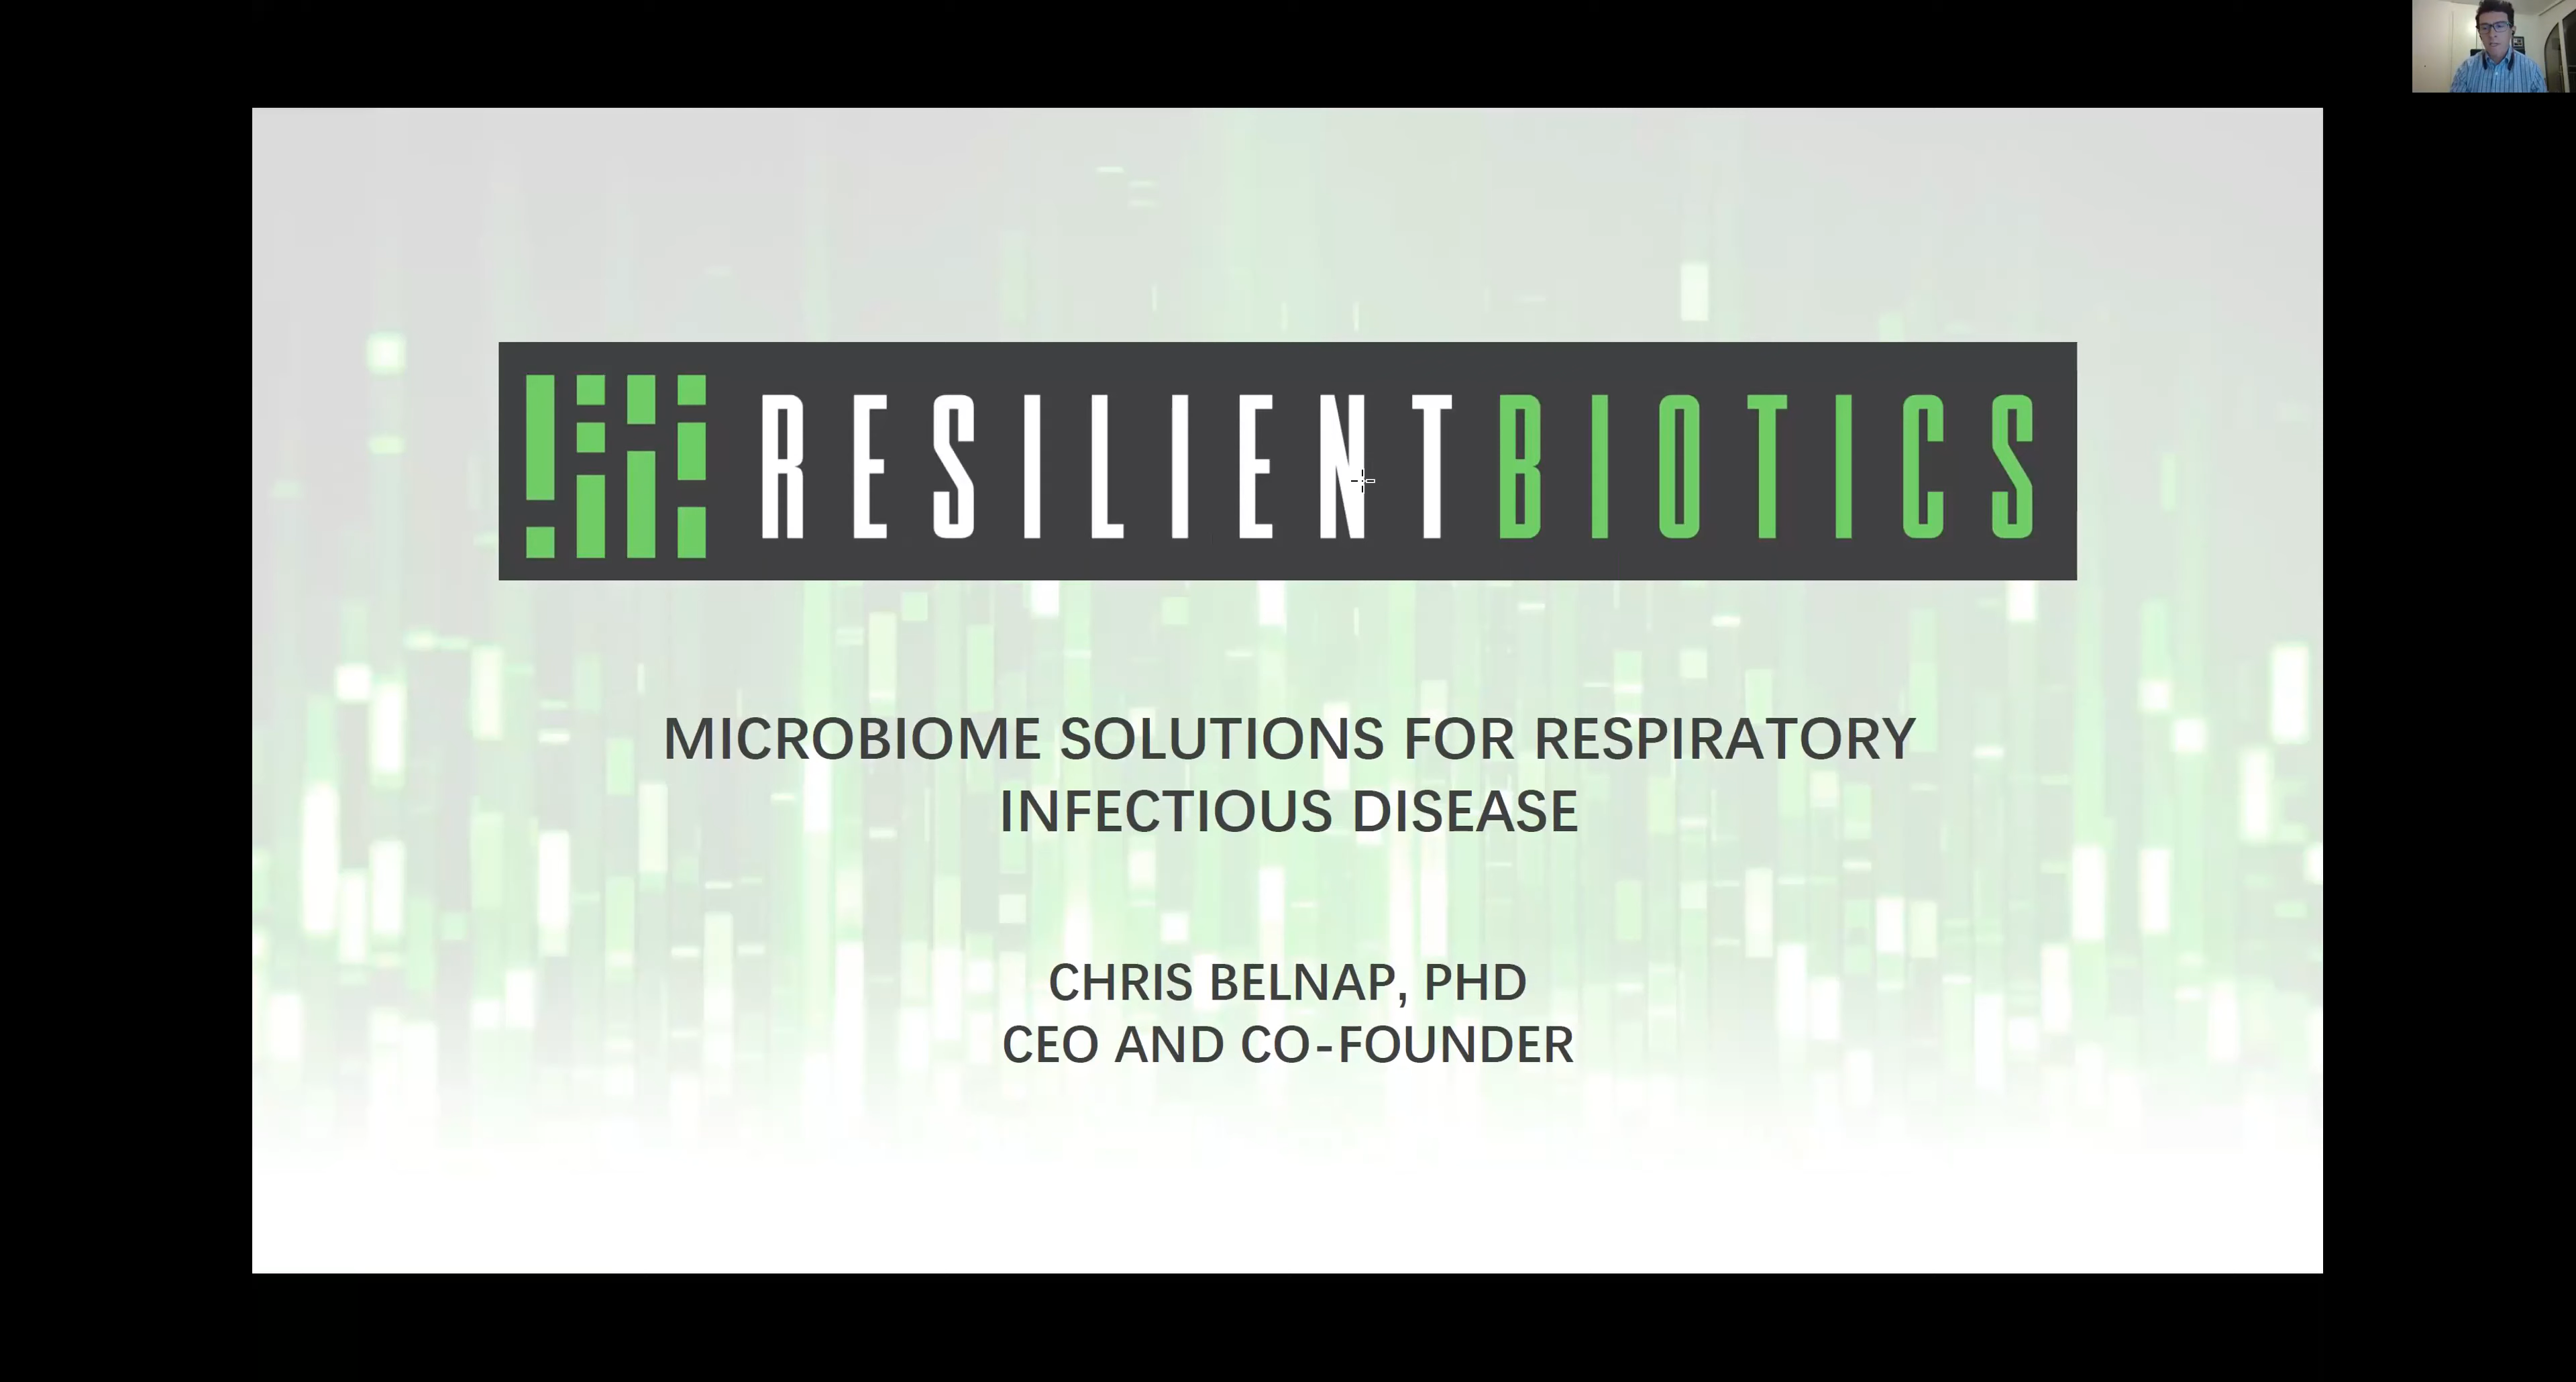 RESILIENTBIOTICS
MICROBIOME SOLUTIONS FOR RESPIRATORY
INFECTIOUS DISEASE
CHRIS BELNAP, PHD
CEO AND CO-FOUNDER